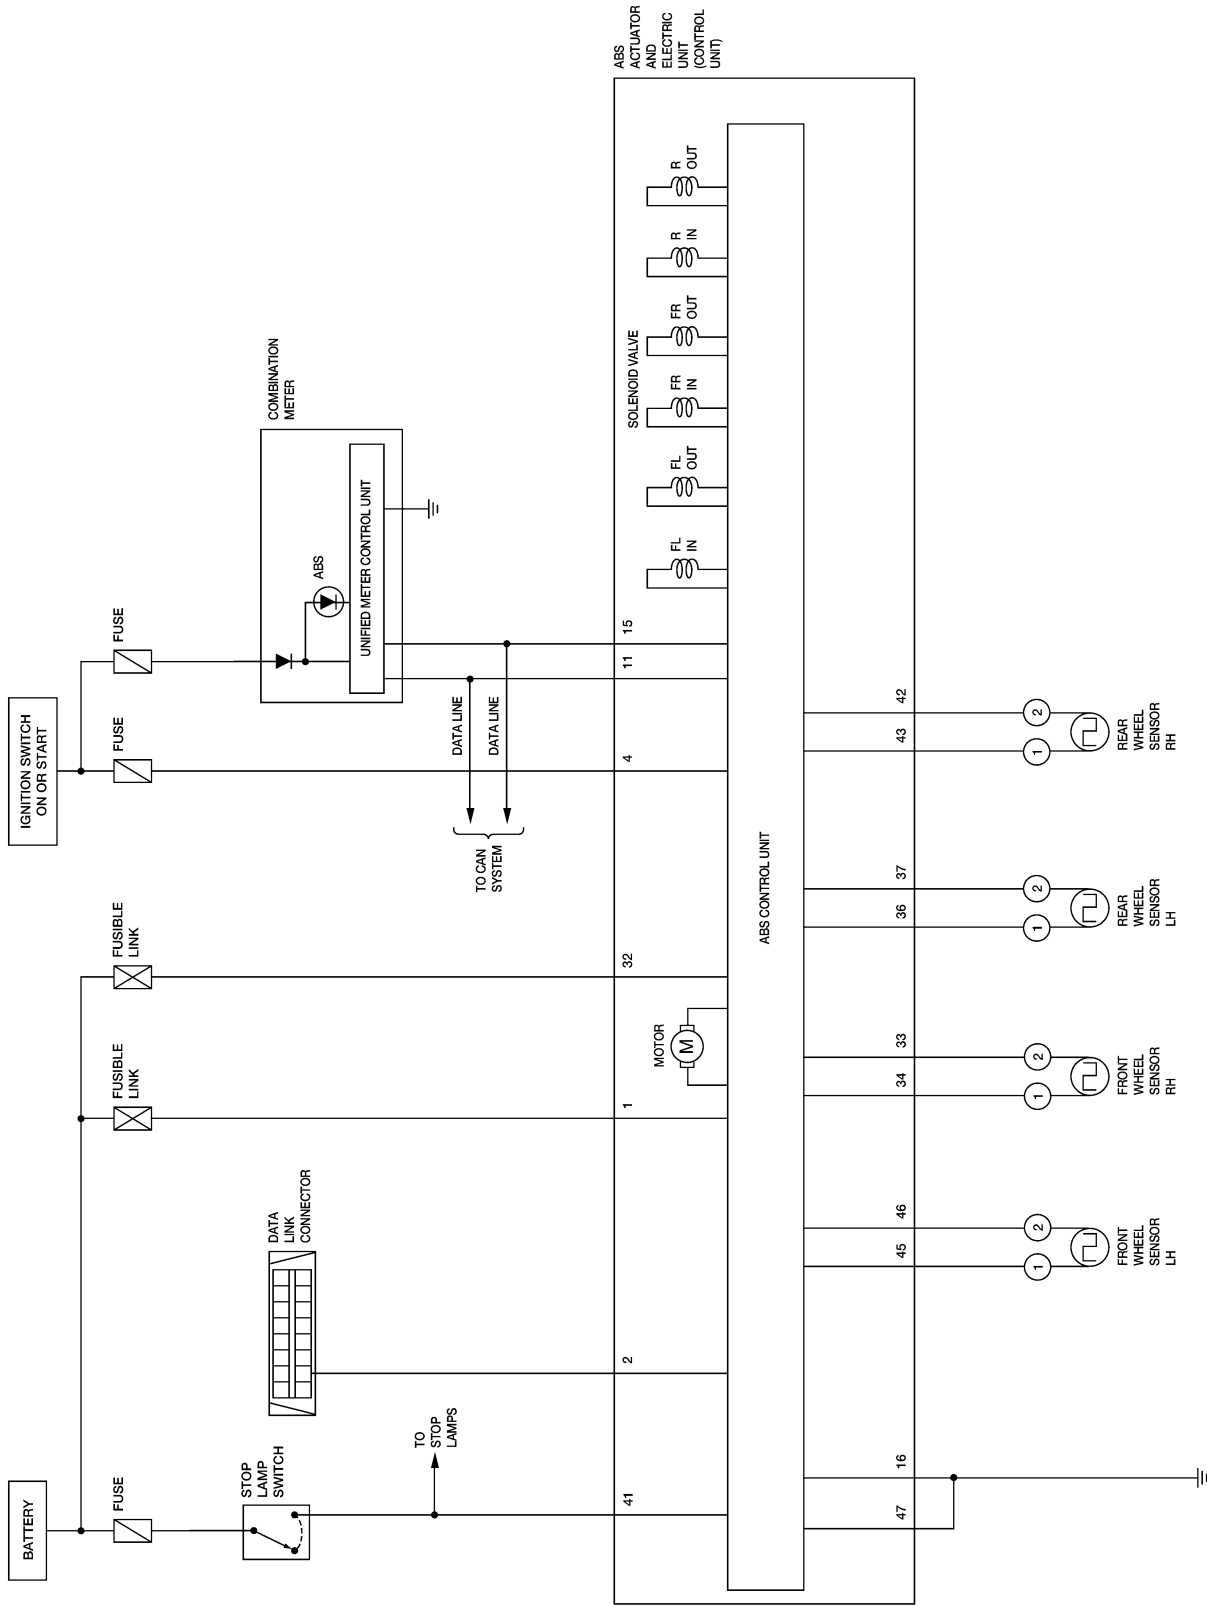 BATTERY
IGNITION SWITCH
ON OR START
FUSE
FUSIBLE
LINK
FUSIBLE
LINK
FUSE
FUSE
STOP
LAMP
SWITCH
DATA
LINK
CONNECTOR
COMBINATION
METER
ABS
UNIFIED METER CONTROL UNIT
TO
STOP
LAMPS
TO CAN
SYSTEM
DATA LINE
DATA LINE
41
2
1
32
4
11
15
ABS
ACTUATOR
AND
ELECTRIC
UNIT
(CONTROL
UNIT)
MOTOR
M
SOLENOID VALVE
FL
IN
FL
OUT
FR
IN
FR
OUT
R
IN
R
OUT
ABS CONTROL UNIT
47
16
45
46
34
33
36
37
43
42
1
2
1
2
1
2
1
2
FRONT
WHEEL
SENSOR
LH
FRONT
WHEEL
SENSOR
RH
REAR
WHEEL
SENSOR
LH
REAR
WHEEL
SENSOR
RH